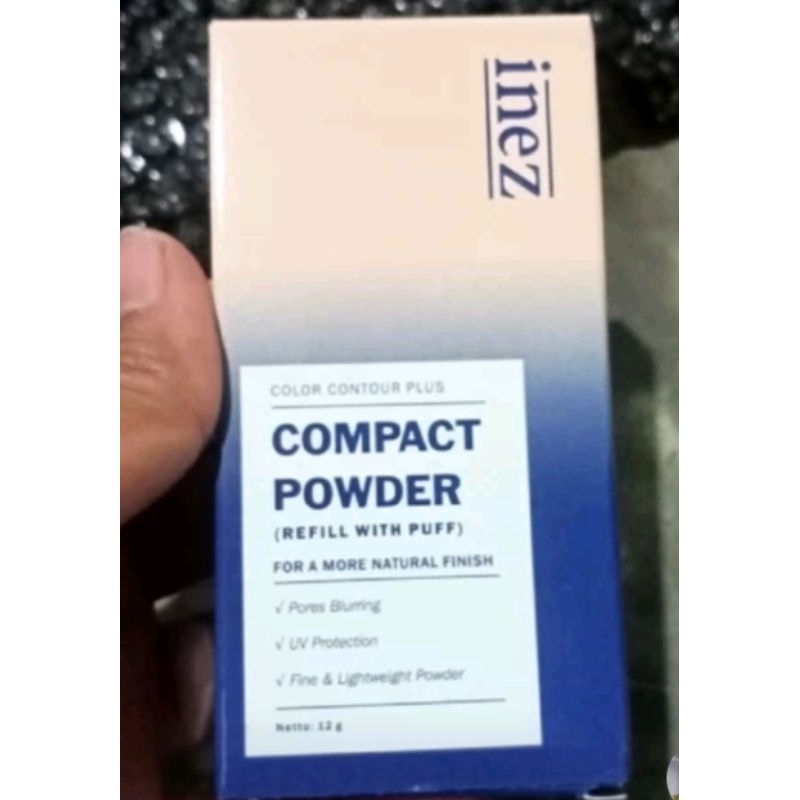 inez
COLOR CONTOUR PLUS
COMPACT
POWDER
(REFILL WITH PUFF)
FOR A MORE NATURAL FINISH
√ Pores Blurring
√ UV Protection
√ Fine & Lightweight Powder
Netto: 12 g